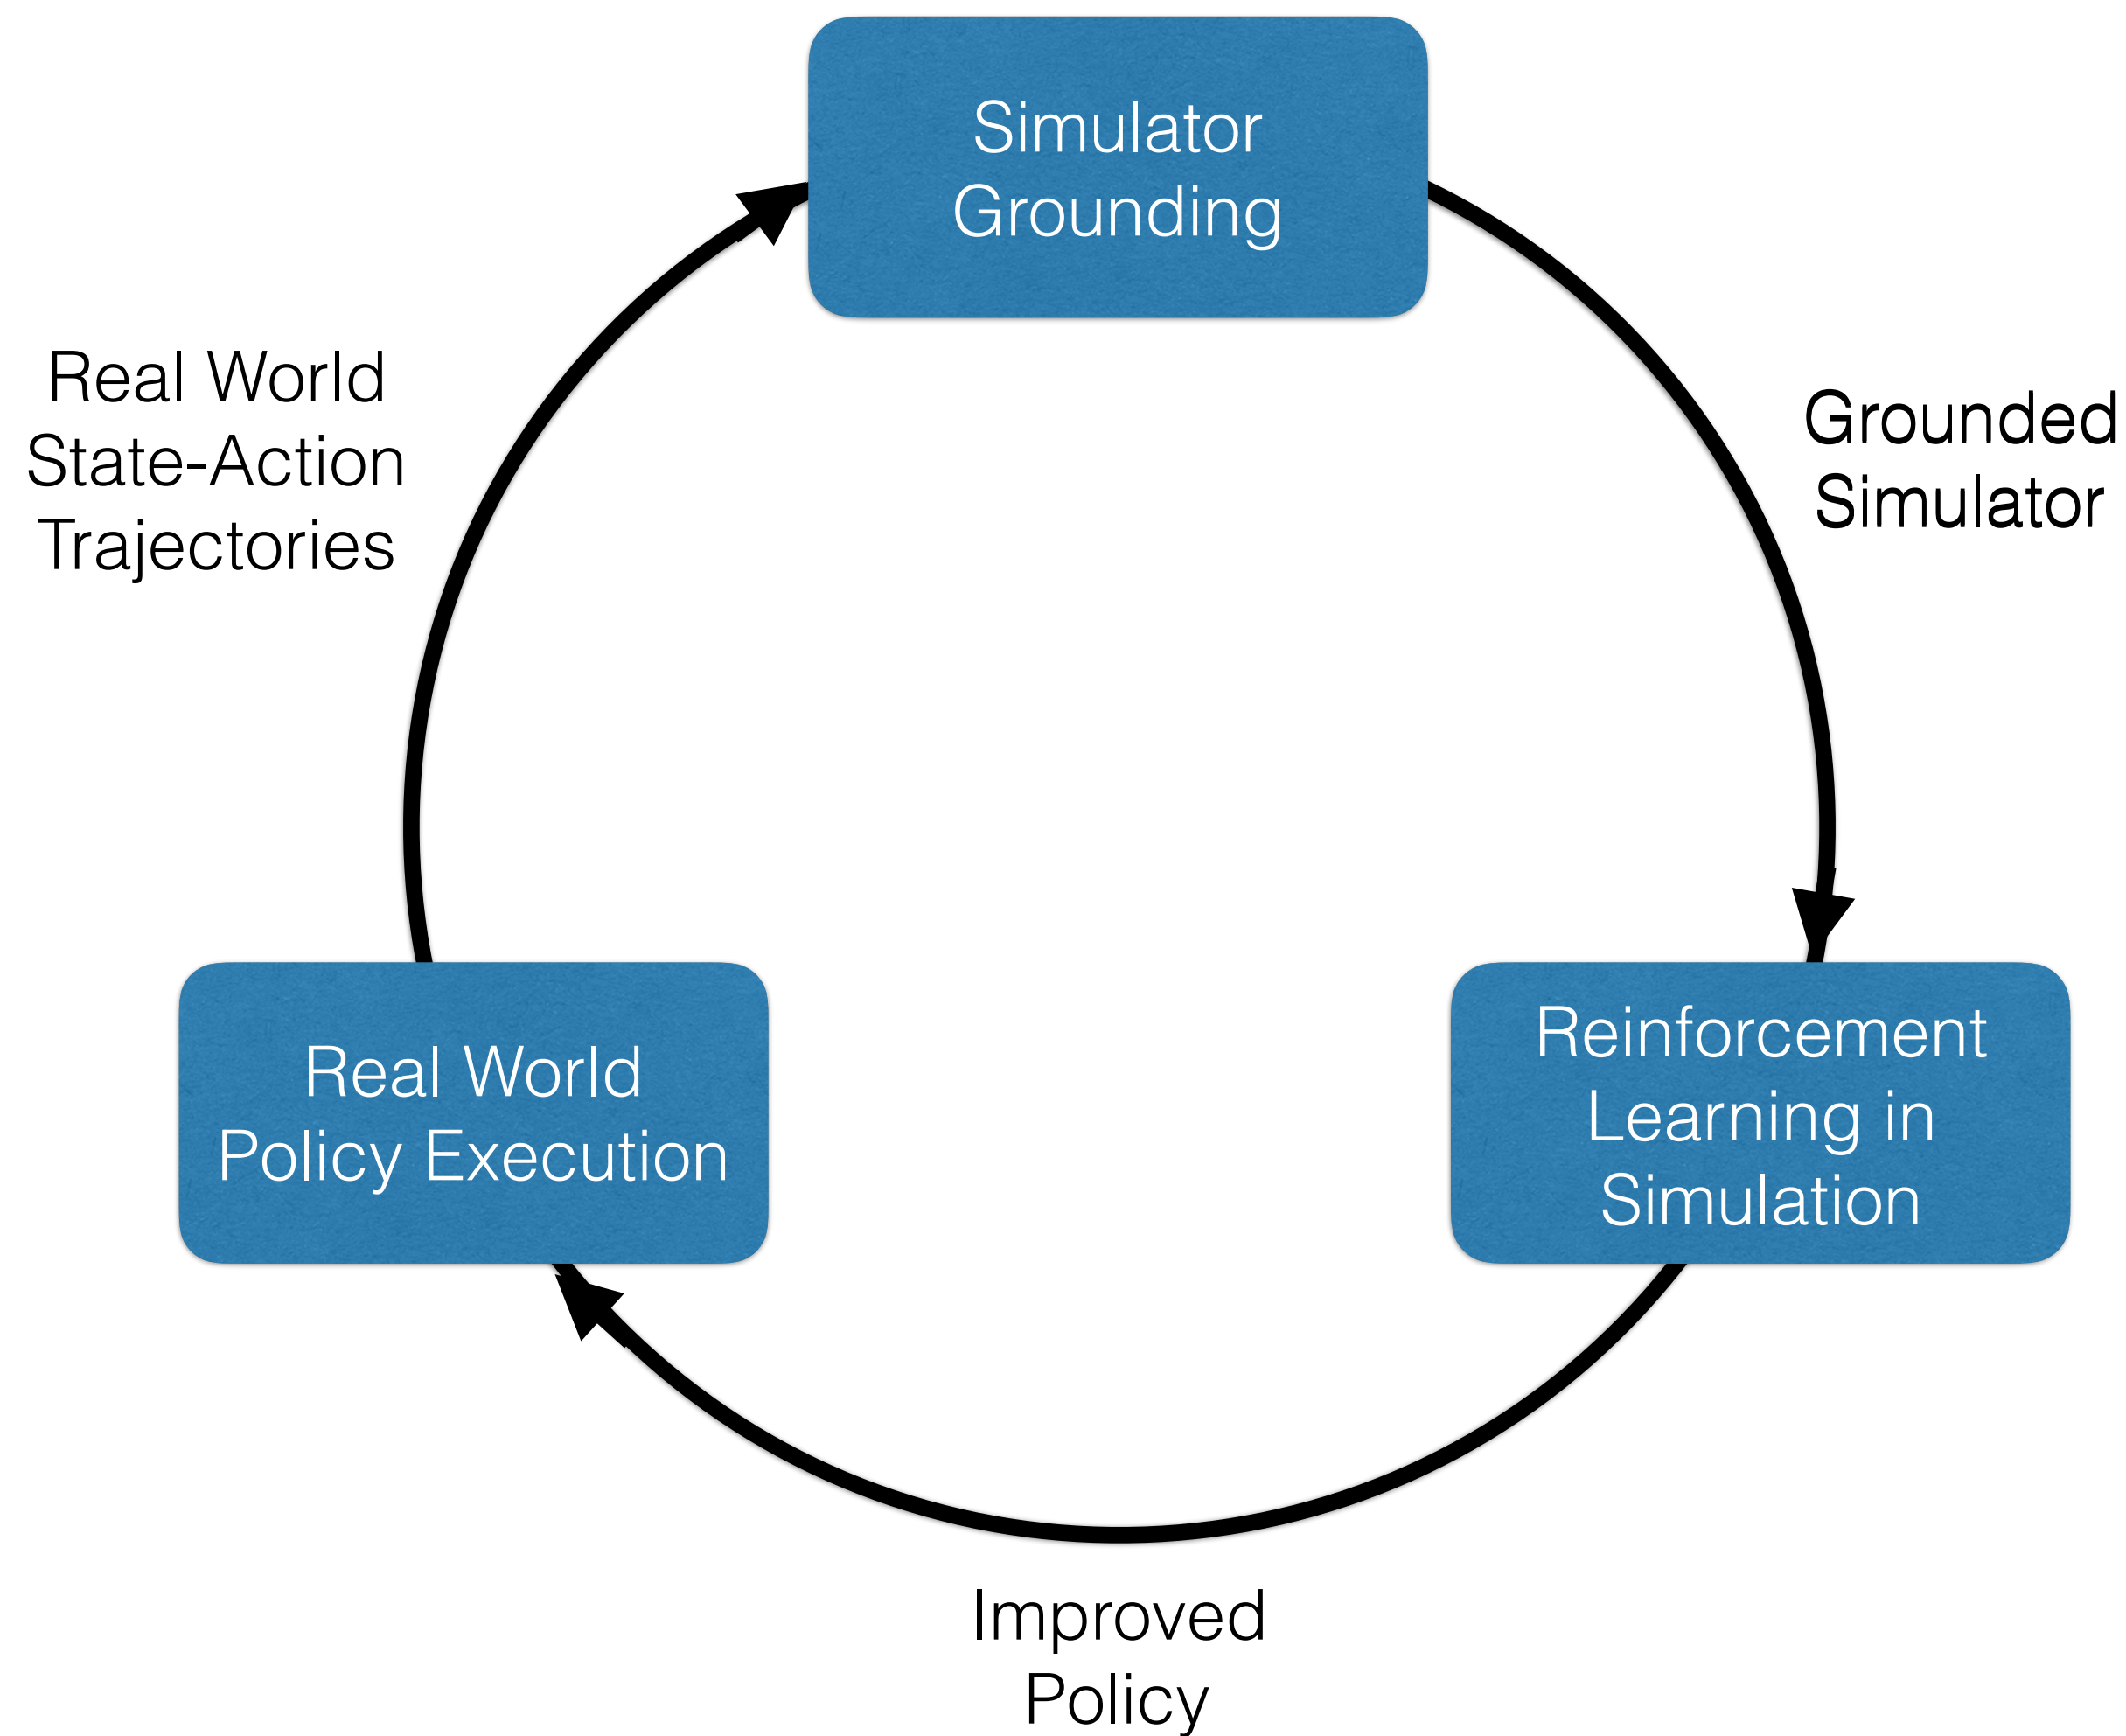 Simulator
Grounding
Real World
State-Action
Trajectories
Grounded
Simulator
Real World
Policy Execution
Reinforcement
Learning in
Simulation
Improved
Policy